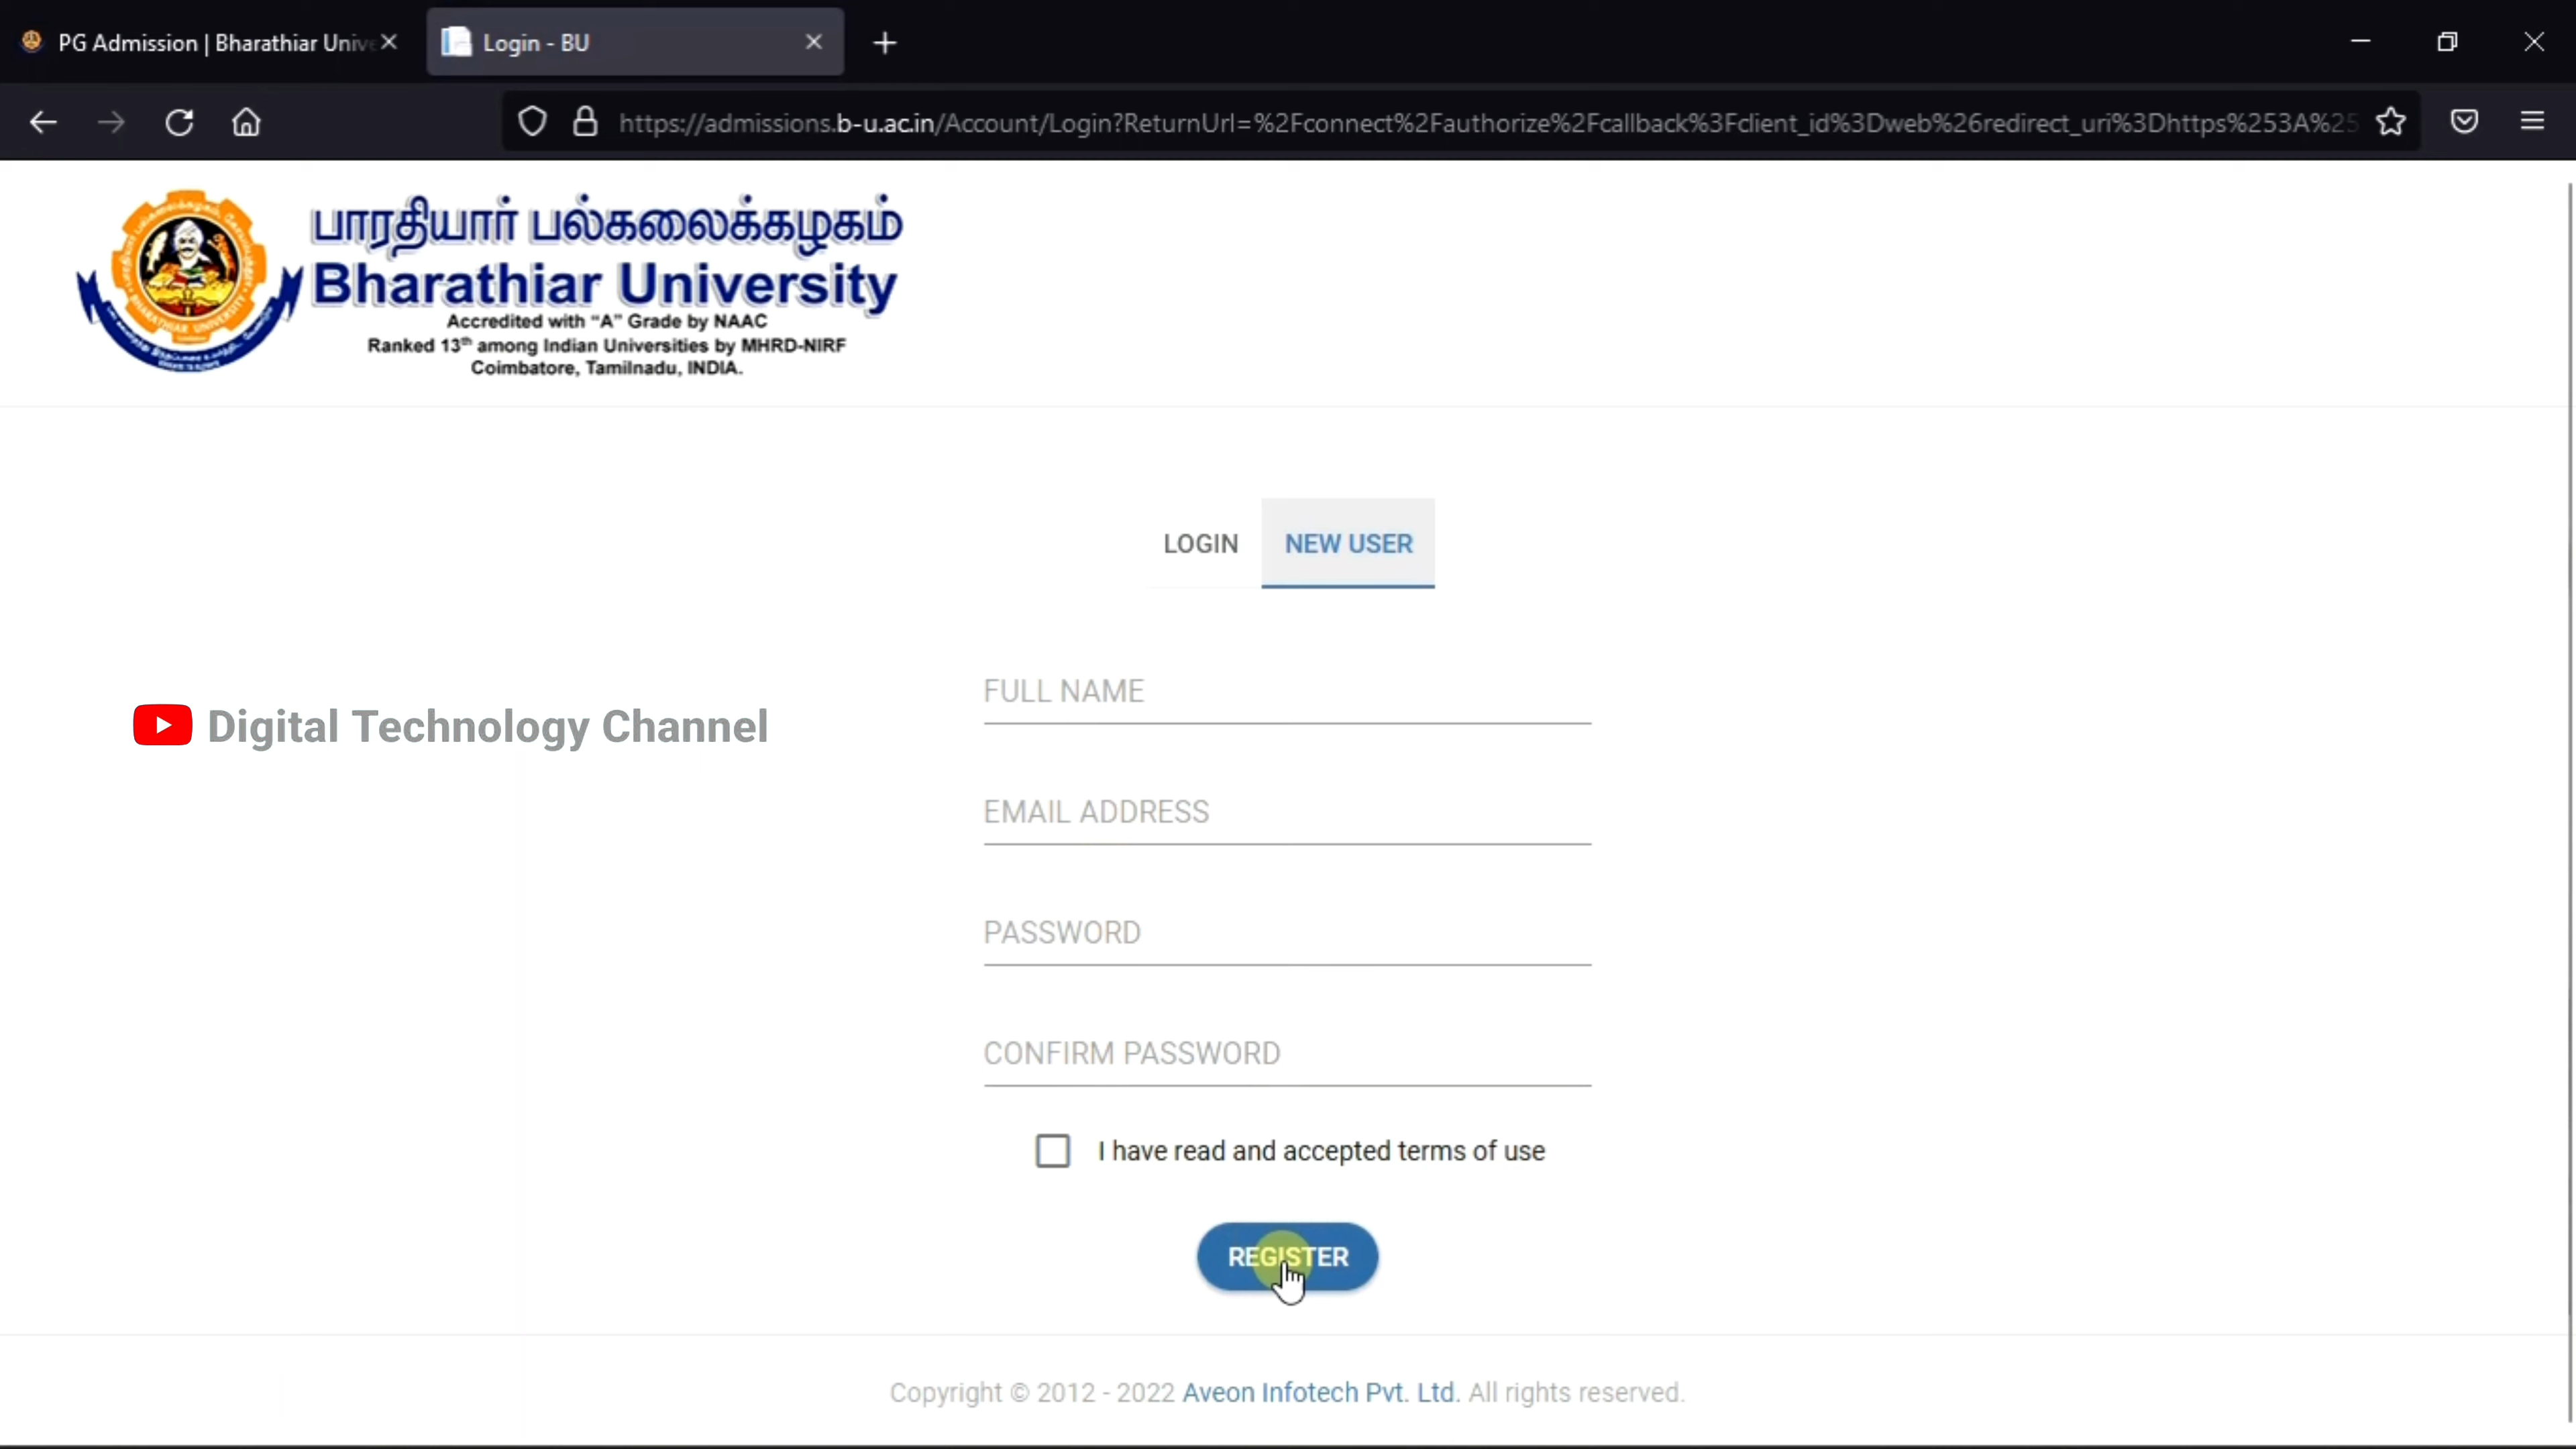 PG Admission | Bharathiar Unive
Login - BU
https://admissions.b-u.ac.in/Account/Login?ReturnUrl=%2Fconnect%2Fauthorize%2Fcallback%3Fclient_id%3Dweb%26redirect_uri%3Dhttps%253A%25
பாரதியார் பல்கலைக்கழகம்
Bharathiar University
Accredited with “A” Grade by NAAC
Ranked 13th among Indian Universities by MHRD-NIRF
Coimbatore, Tamilnadu, INDIA.
LOGIN
NEW USER
FULL NAME
Digital Technology Channel
EMAIL ADDRESS
PASSWORD
CONFIRM PASSWORD
I have read and accepted terms of use
REGISTER
Copyright © 2012 - 2022 Aveon Infotech Pvt. Ltd. All rights reserved.